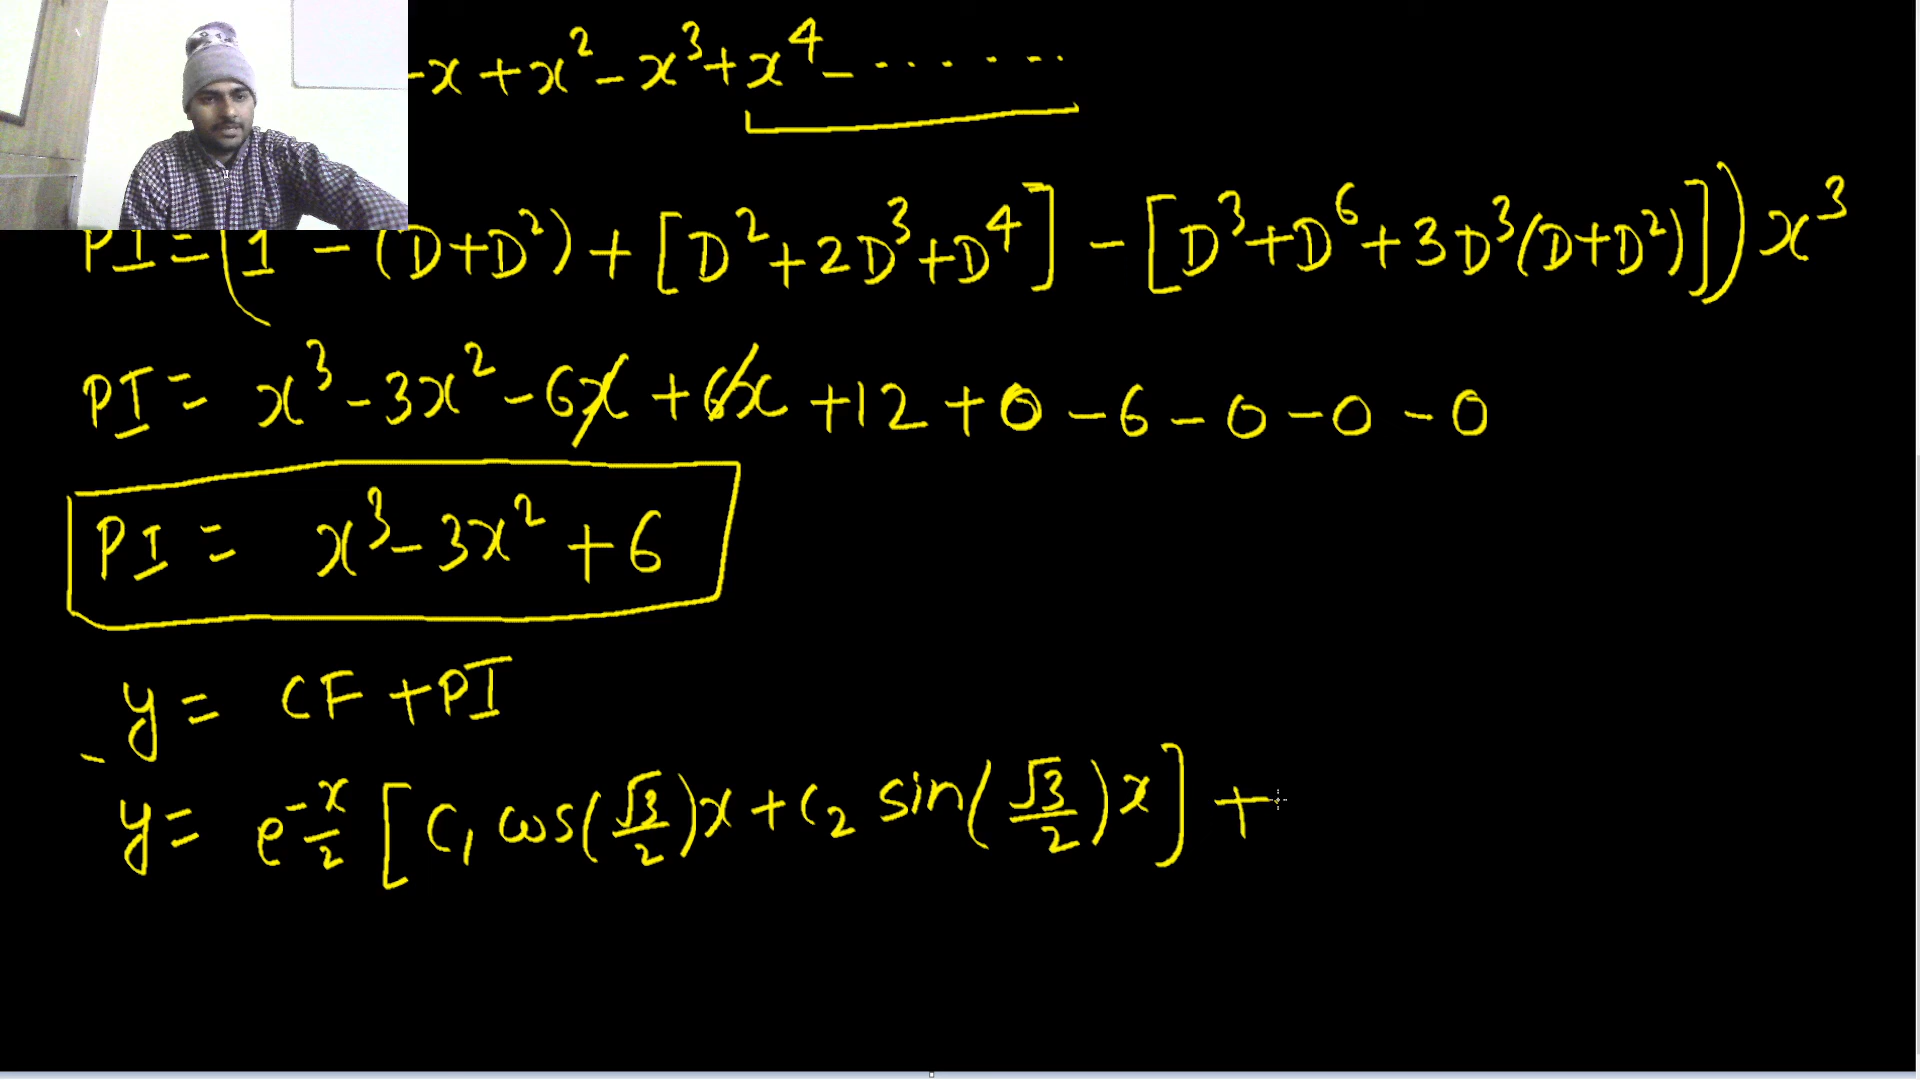 -x + x² - x³ + x⁴ - .......
PI = (1 - (D+D²) + [D² + 2D³ + D⁴] - [D³ + D⁶ + 3D³(D+D²)]) x³
PI = x³ - 3x² - 6x + 6x + 12 + 0 - 6 - 0 - 0 - 0
PI = x³ - 3x² + 6
y = CF + PI
y = e^(-x/2) [C₁ cos(√3/2)x + C₂ sin(√3/2)x] +